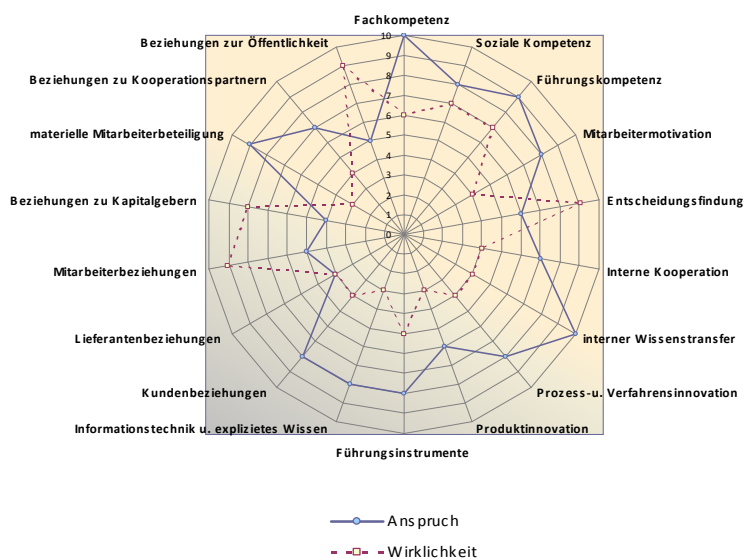 Fachkompetenz
Beziehungen zur Öffentlichkeit
Soziale Kompetenz
Beziehungen zu Kooperationspartnern
Führungskompetenz
materielle Mitarbeiterbeteiligung
Mitarbeitermotivation
Beziehungen zu Kapitalgebern
Entscheidungsfindung
Mitarbeiterbeziehungen
Interne Kooperation
Lieferantenbeziehungen
interner Wissenstransfer
Kundenbeziehungen
Prozess-u. Verfahrensinnovation
Informationstechnik u. explizietes Wissen
Produktinnovation
Führungsinstrumente
10
9
8
7
6
5
4
3
2
1
0
Anspruch
Wirklichkeit